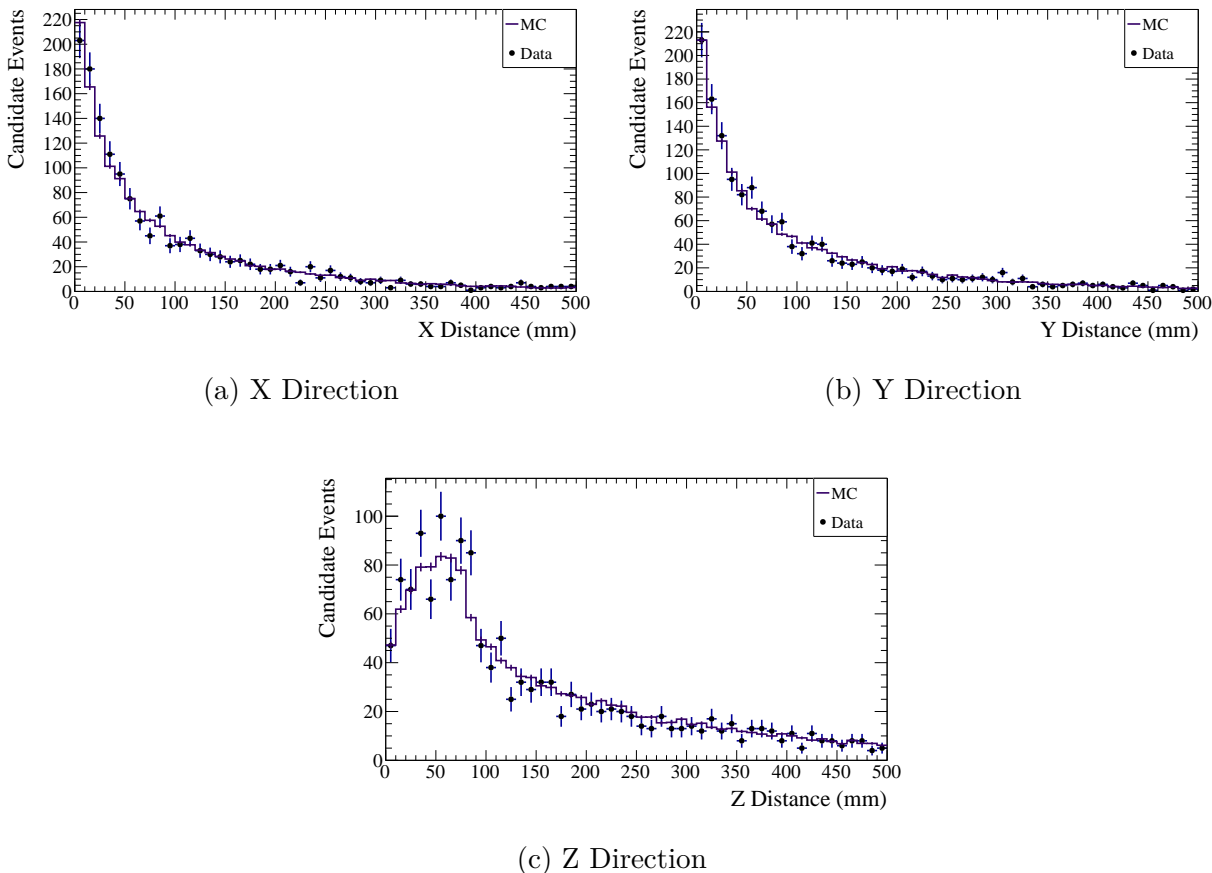 Candidate Events
220
200
180
160
140
120
100
80
60
40
20
0
0 50 100 150 200 250 300 350 400 450 500
X Distance (mm)
MC
Data
(a) X Direction
Candidate Events
220
200
180
160
140
120
100
80
60
40
20
0
0 50 100 150 200 250 300 350 400 450 500
Y Distance (mm)
MC
Data
(b) Y Direction
Candidate Events
100
80
60
40
20
0
0 50 100 150 200 250 300 350 400 450 500
Z Distance (mm)
MC
Data
(c) Z Direction